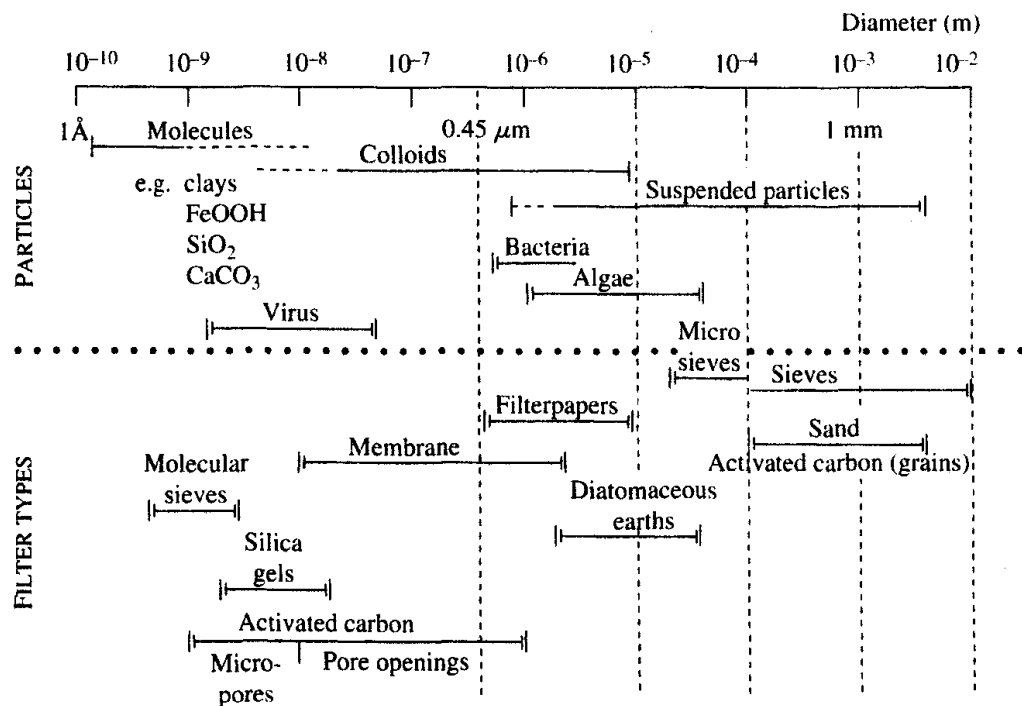 Diameter (m)
10⁻¹⁰ 10⁻⁹ 10⁻⁸ 10⁻⁷ 10⁻⁶ 10⁻⁵ 10⁻⁴ 10⁻³ 10⁻²
1Å Molecules 0.45 μm 1 mm
Colloids
e.g. clays
FeOOH
SiO₂
CaCO₃
Suspended particles
Bacteria
Algae
Virus
PARTICLES
Micro
sieves
Sieves
Filterpapers
Sand
Membrane
Activated carbon (grains)
Molecular
sieves
Diatomaceous
earths
Silica
gels
Activated carbon
Micro-
pores
Pore openings
FILTER TYPES